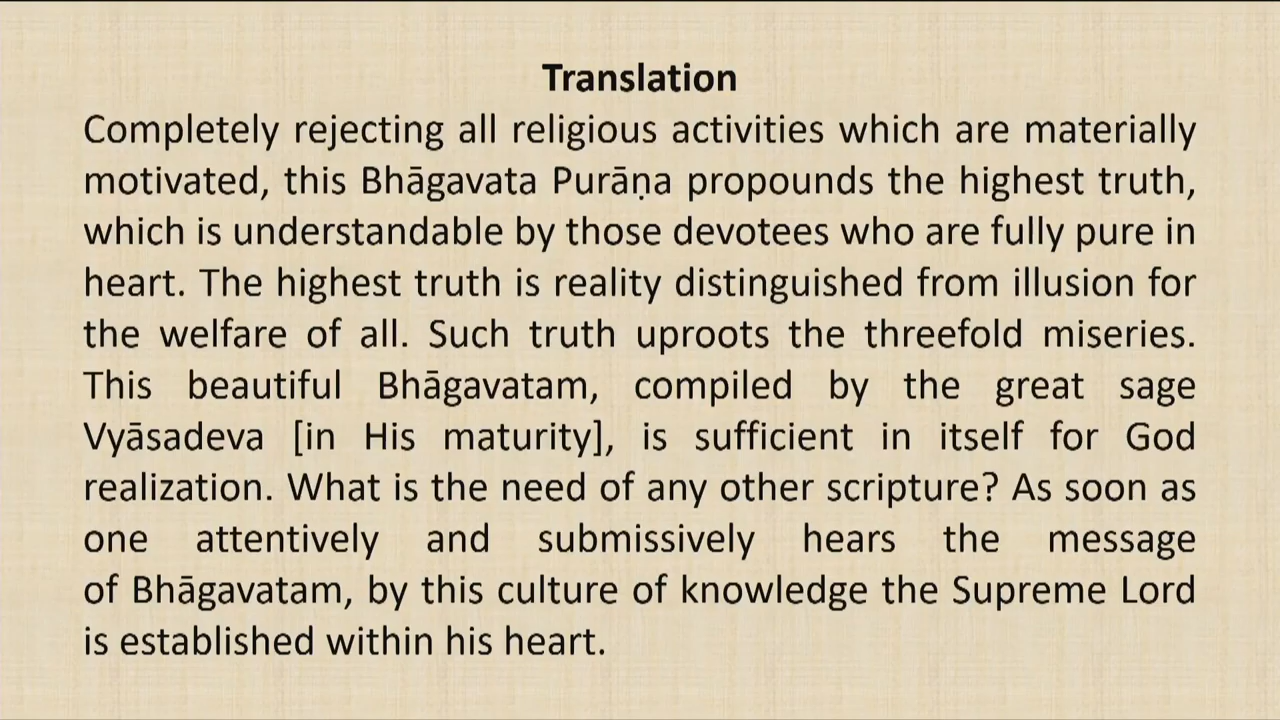 Translation
Completely rejecting all religious activities which are materially
motivated, this Bhāgavata Purāṇa propounds the highest truth,
which is understandable by those devotees who are fully pure in
heart. The highest truth is reality distinguished from illusion for
the welfare of all. Such truth uproots the threefold miseries.
This beautiful Bhāgavatam, compiled by the great sage
Vyāsadeva [in His maturity], is sufficient in itself for God
realization. What is the need of any other scripture? As soon as
one attentively and submissively hears the message
of Bhāgavatam, by this culture of knowledge the Supreme Lord
is established within his heart.